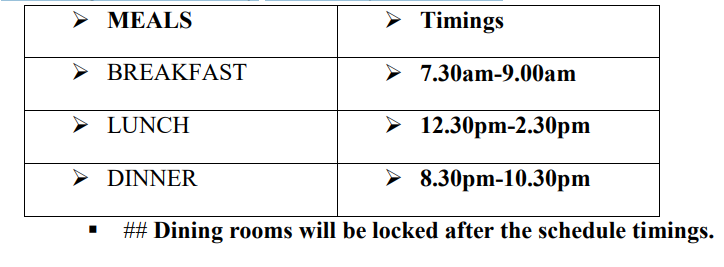 ➢ MEALS ➢ Timings
➢ BREAKFAST ➢ 7.30am-9.00am
➢ LUNCH ➢ 12.30pm-2.30pm
➢ DINNER ➢ 8.30pm-10.30pm
▪ ## Dining rooms will be locked after the schedule timings.